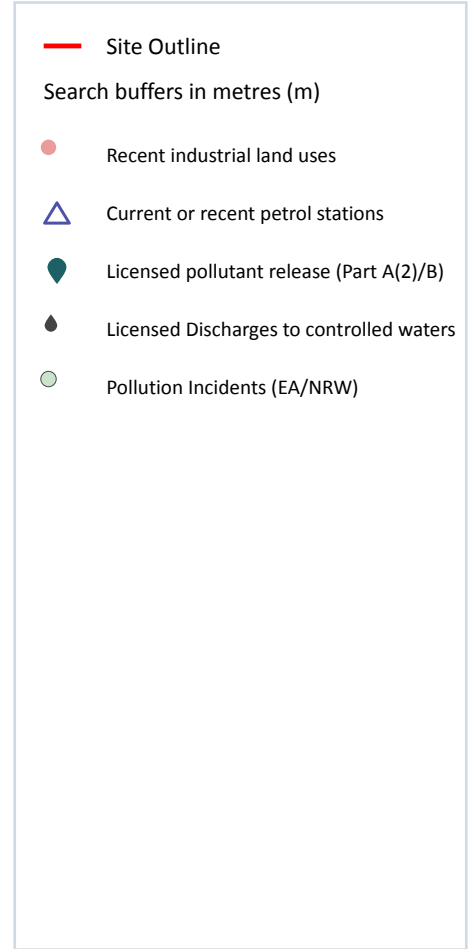 Site Outline
Search buffers in metres (m)
Recent industrial land uses
Current or recent petrol stations
Licensed pollutant release (Part A(2)/B)
Licensed Discharges to controlled waters
Pollution Incidents (EA/NRW)